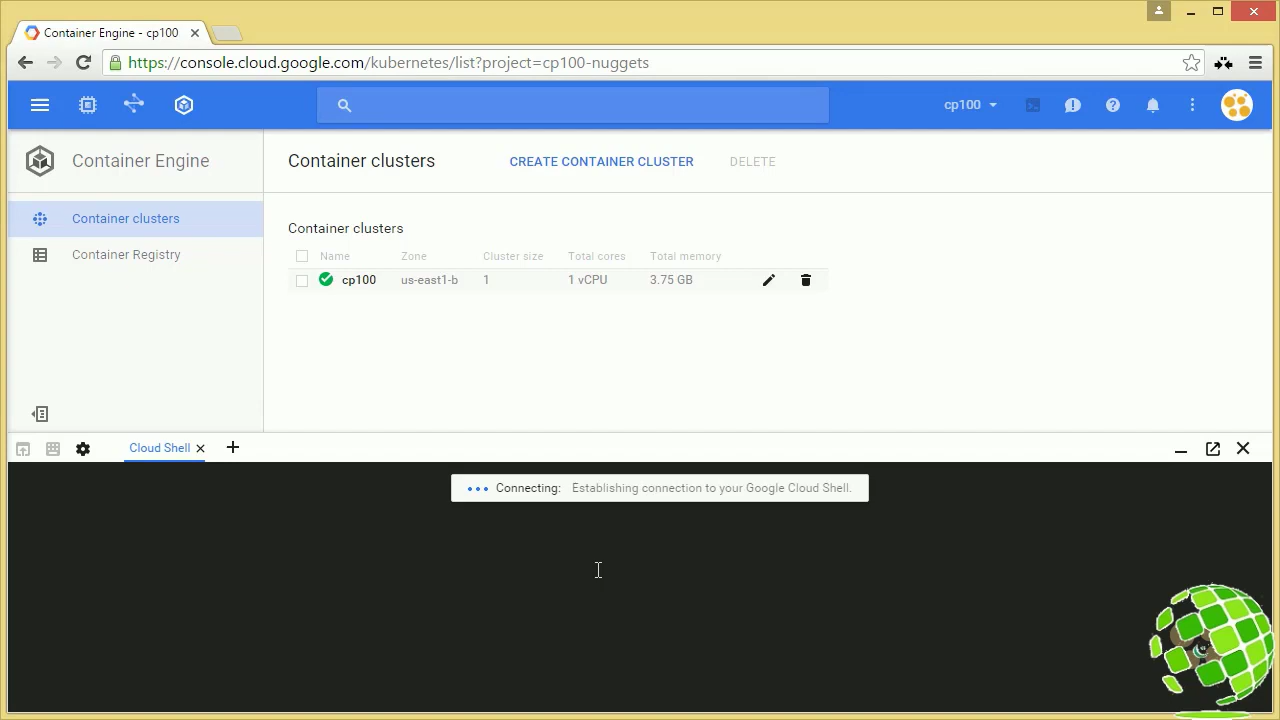 Container Engine - cp100
https://console.cloud.google.com/kubernetes/list?project=cp100-nuggets
cp100
Container Engine
Container clusters
CREATE CONTAINER CLUSTER
DELETE
Container clusters
Container Registry
Container clusters
Name Zone Cluster size Total cores Total memory
cp100 us-east1-b 1 1 vCPU 3.75 GB
Cloud Shell
Connecting: Establishing connection to your Google Cloud Shell.